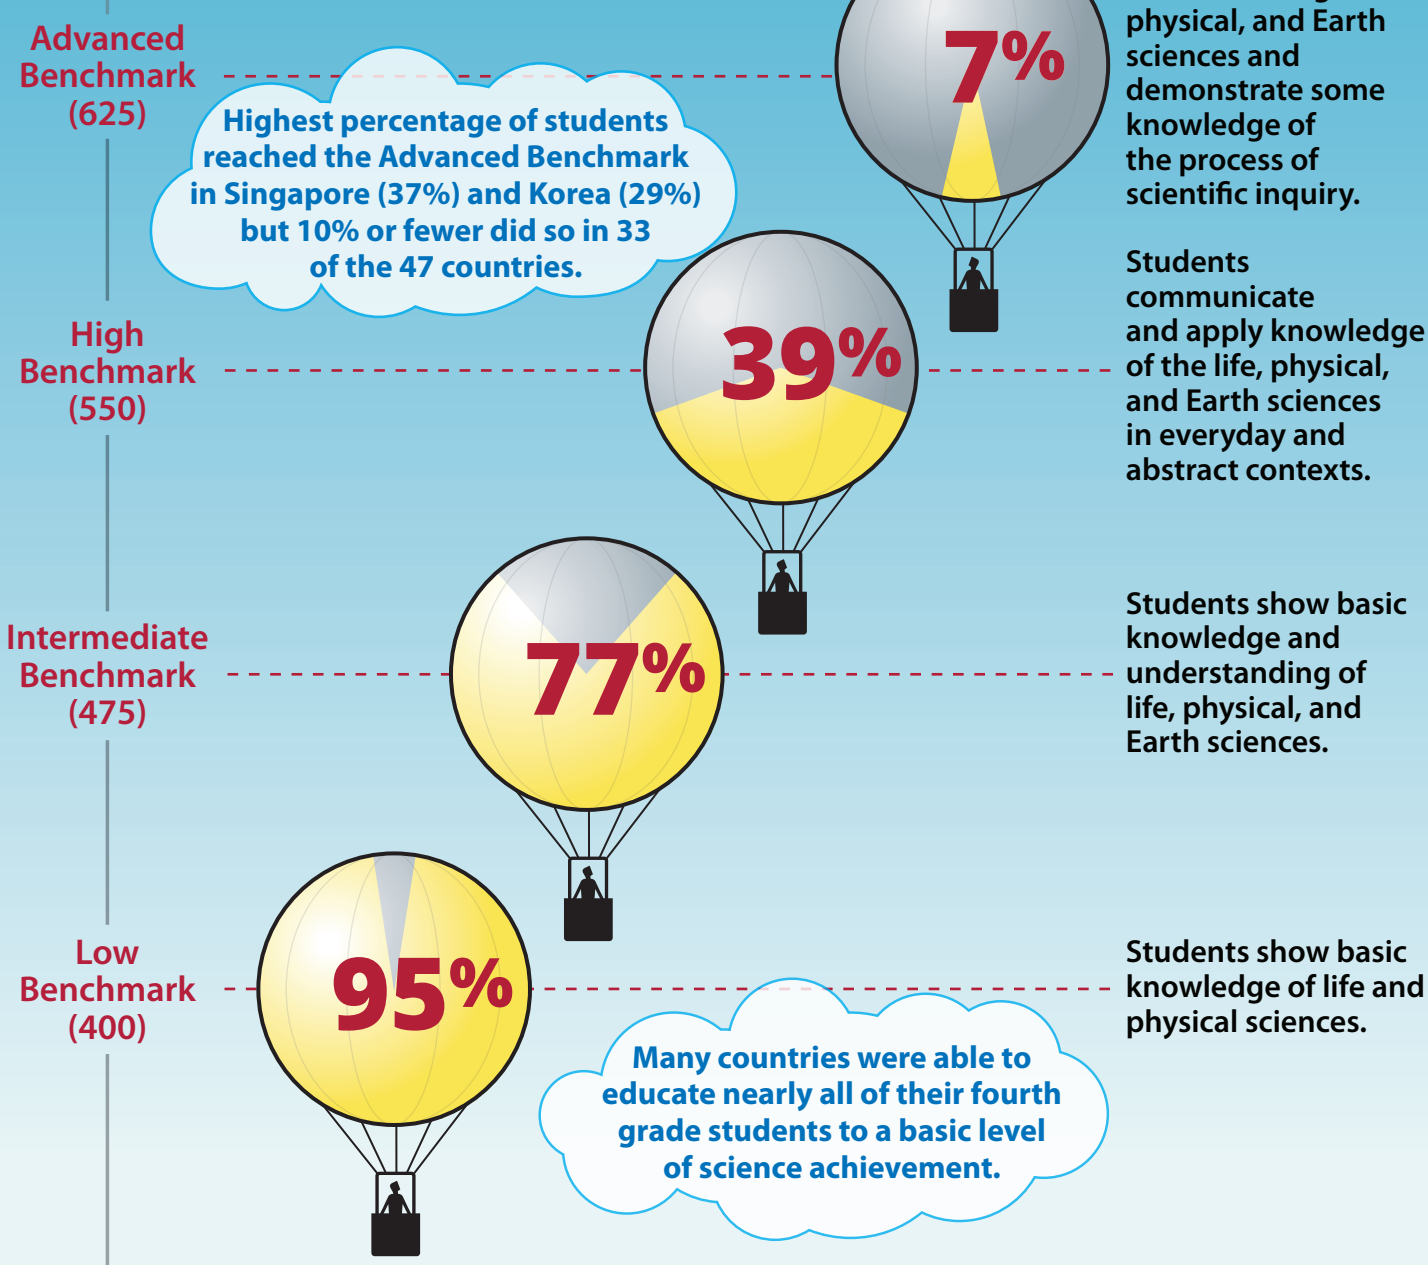 Advanced
Benchmark
(625)
7%
physical, and Earth
sciences and
demonstrate some
knowledge of
the process of
scientific inquiry.
Highest percentage of students
reached the Advanced Benchmark
in Singapore (37%) and Korea (29%)
but 10% or fewer did so in 33
of the 47 countries.
High
Benchmark
(550)
39%
Students
communicate
and apply knowledge
of the life, physical,
and Earth sciences
in everyday and
abstract contexts.
Intermediate
Benchmark
(475)
77%
Students show basic
knowledge and
understanding of
life, physical, and
Earth sciences.
Low
Benchmark
(400)
95%
Students show basic
knowledge of life and
physical sciences.
Many countries were able to
educate nearly all of their fourth
grade students to a basic level
of science achievement.